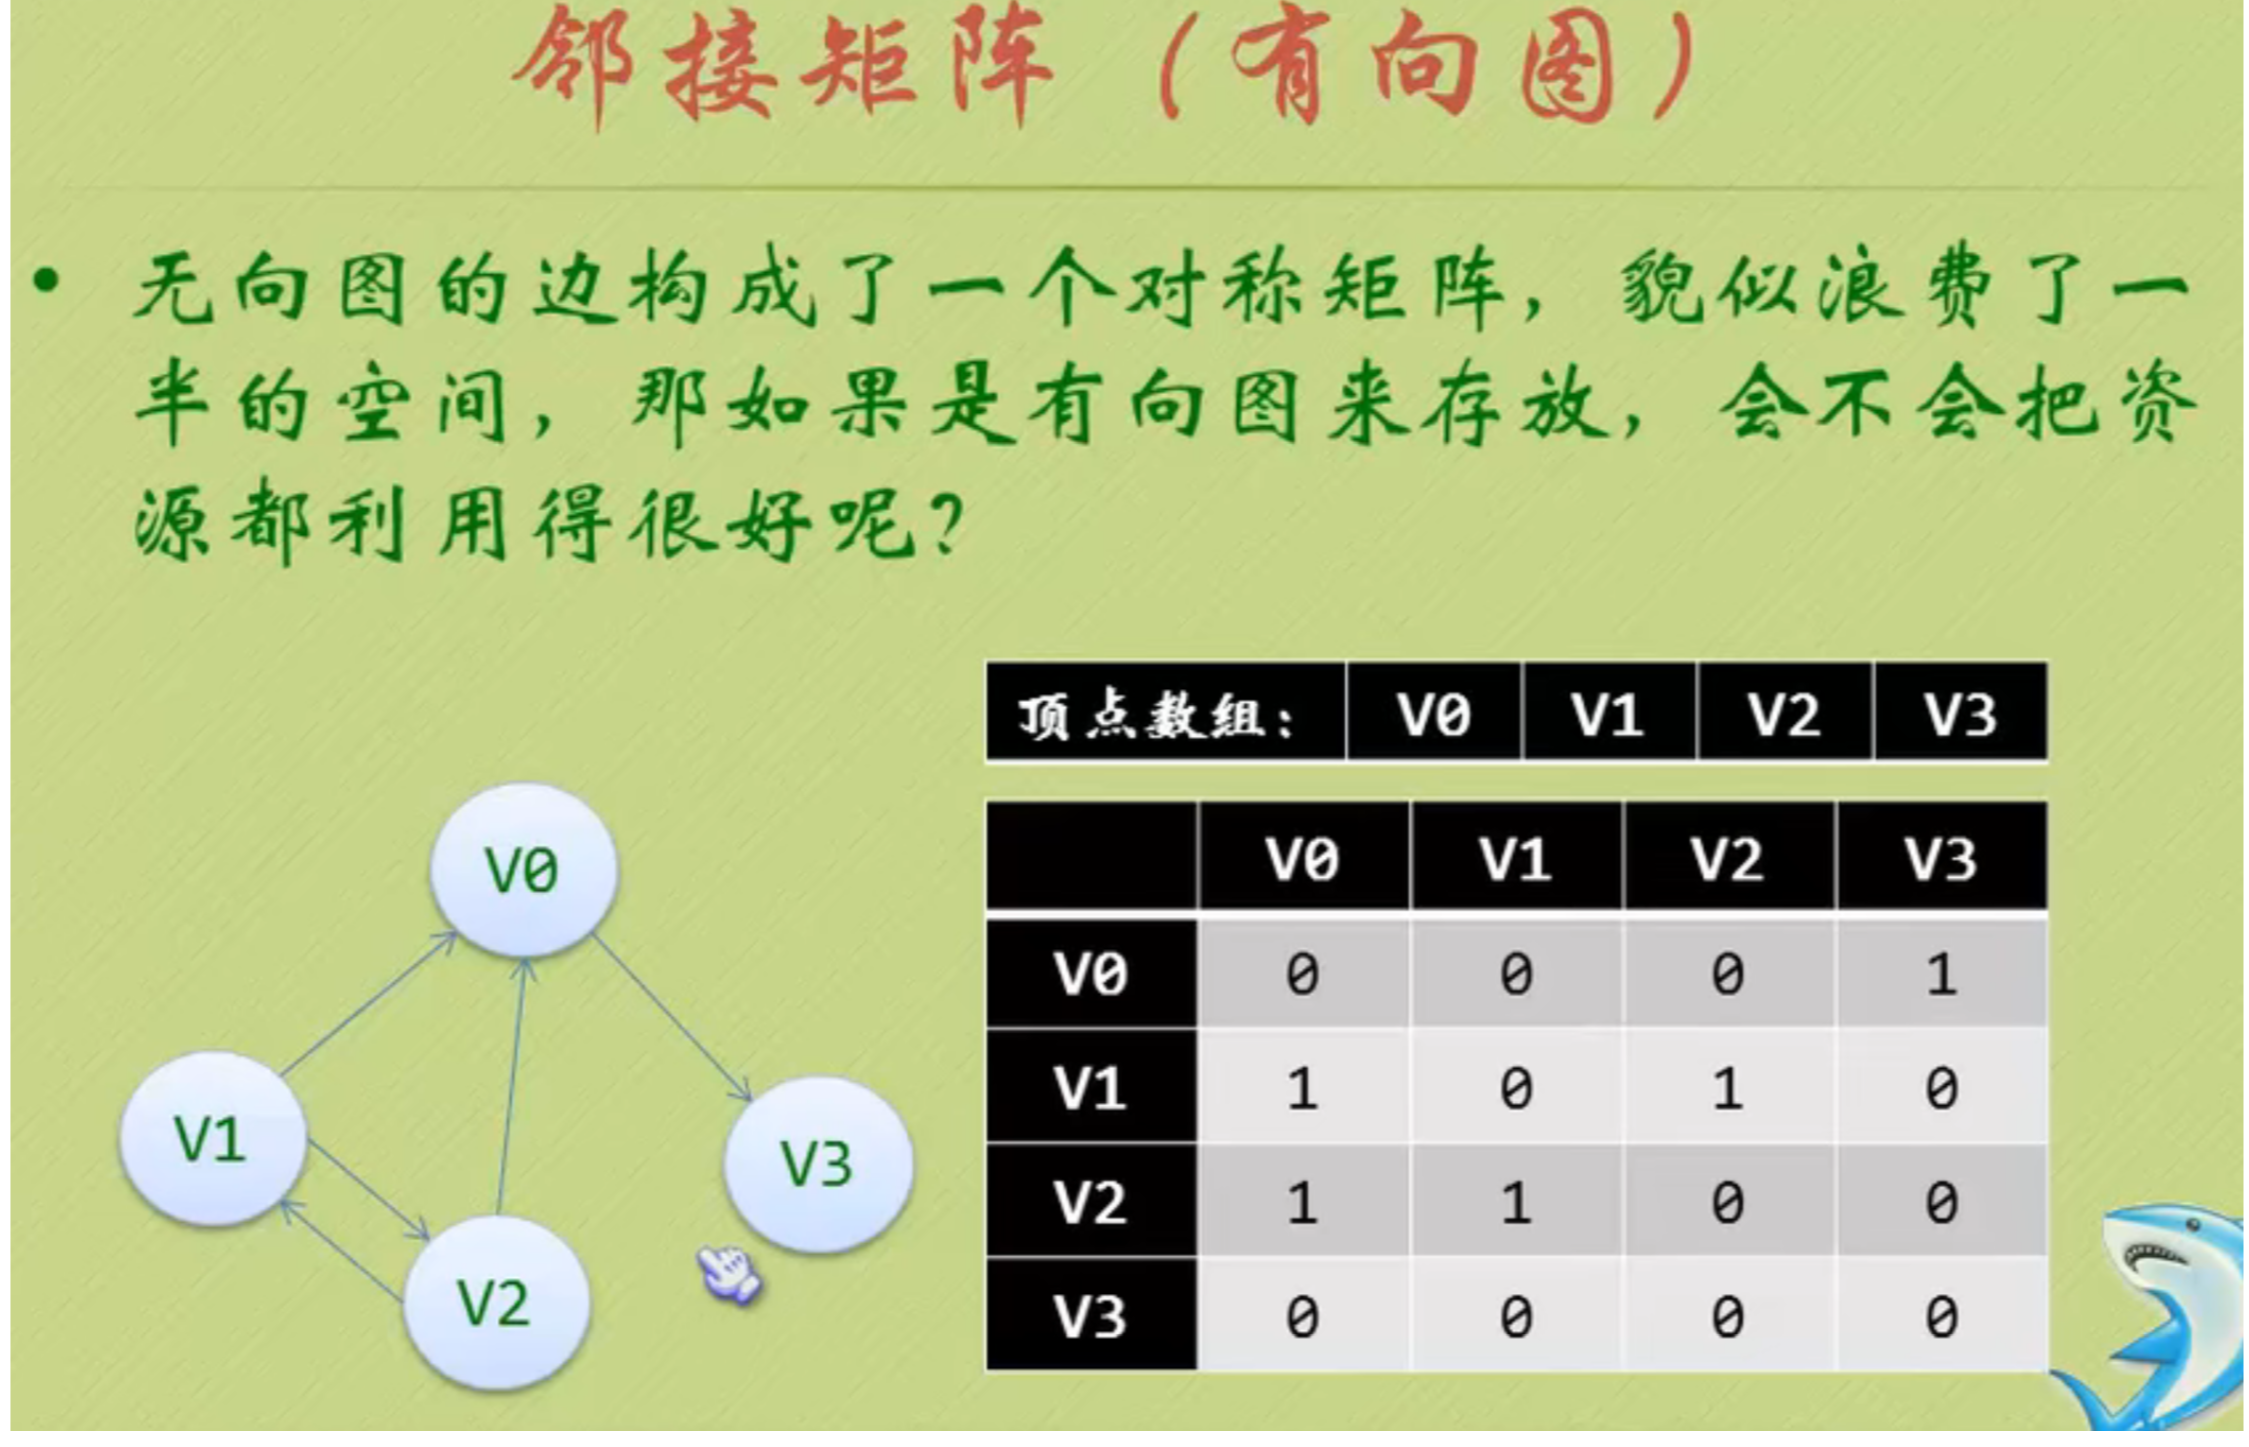 邻接矩阵（有向图）
• 无向图的边构成了一个对称矩阵，貌似浪费了一
半的空间，那如果是有向图来存放，会不会把资
源都利用得很好呢？
顶点数组： V0 V1 V2 V3
V0 V1 V2 V3
V0 0 0 0 1
V1 1 0 1 0
V2 1 1 0 0
V3 0 0 0 0
V0
V1
V3
V2